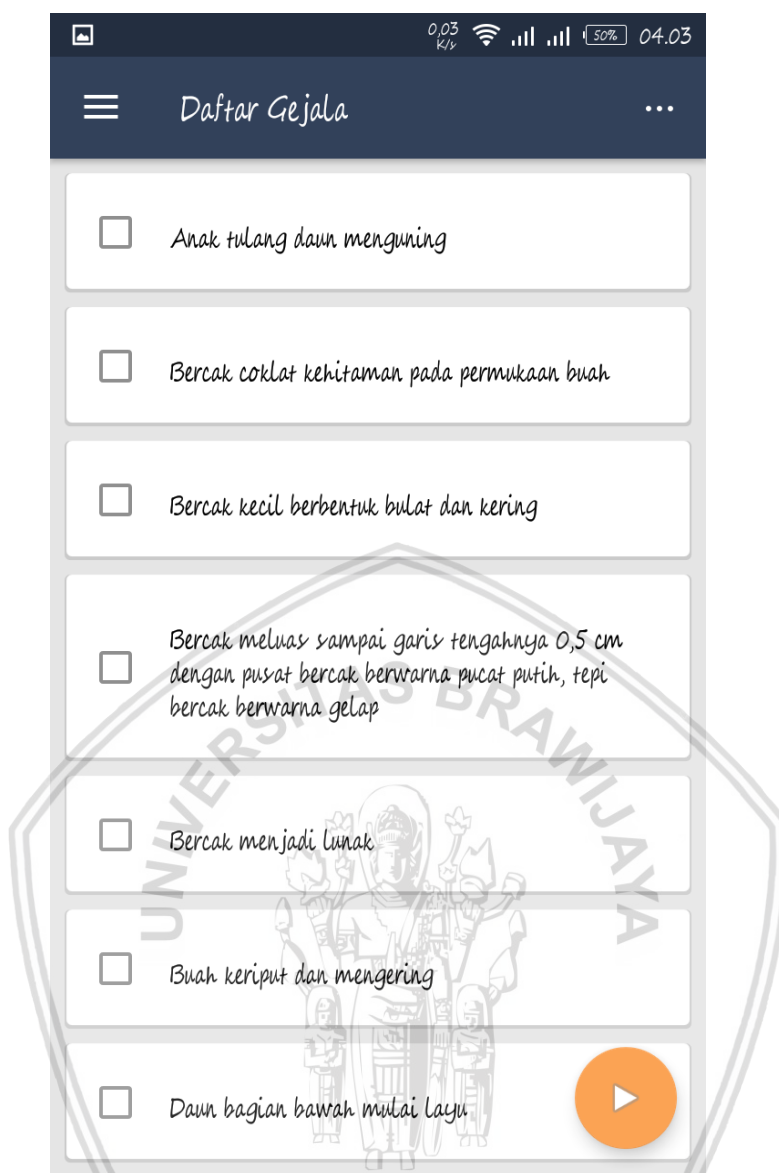 0,03 K/s 50% 04.03
Daftar Gejala
Anak tulang daun menguning
Bercak coklat kehitaman pada permukaan buah
Bercak kecil berbentuk bulat dan kering
Bercak meluas sampai garis tengahnya 0,5 cm
dengan pusat bercak berwarna pucat putih, tepi
bercak berwarna gelap
Bercak menjadi lunak
Buah keriput dan mengering
Daun bagian bawah mulai layu
UNIVERSITAS BRAWIJAYA